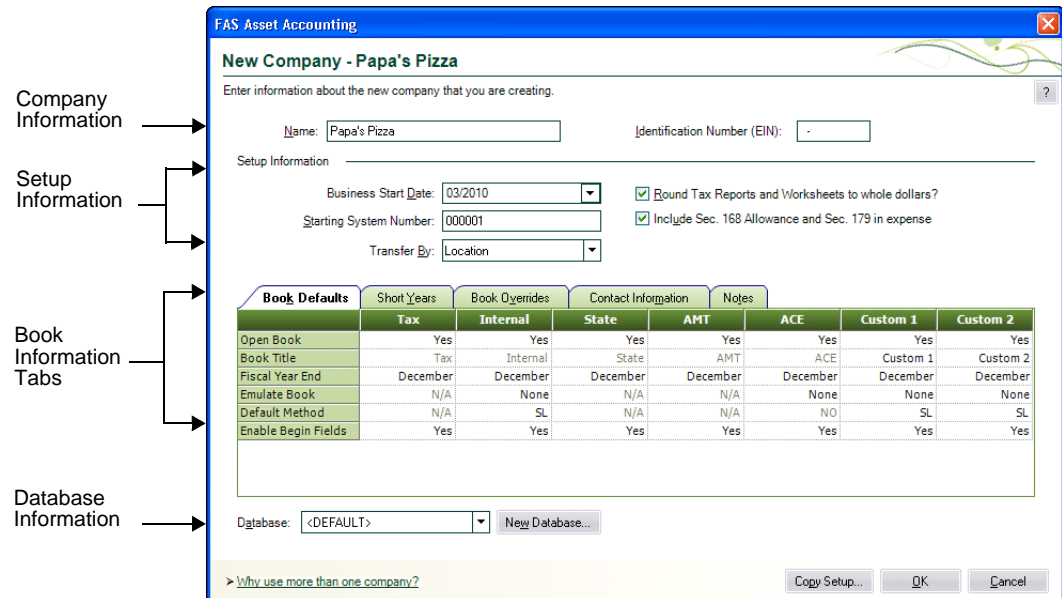 FAS Asset Accounting
New Company - Papa's Pizza
Enter information about the new company that you are creating.
?
Company
Information
Name: Papa's Pizza Identification Number (EIN): -
Setup Information
Setup
Information
Business Start Date: 03/2010 Round Tax Reports and Worksheets to whole dollars?
Starting System Number: 000001 Include Sec. 168 Allowance and Sec. 179 in expense
Transfer By: Location
Book
Information
Tabs
Book Defaults Short Years Book Overrides Contact Information Notes
Tax Internal State AMT ACE Custom 1 Custom 2
Open Book Yes Yes Yes Yes Yes Yes Yes
Book Title Tax Internal State AMT ACE Custom 1 Custom 2
Fiscal Year End December December December December December December December
Emulate Book N/A None N/A N/A None None None
Default Method N/A SL N/A N/A NO SL SL
Enable Begin Fields Yes Yes Yes Yes Yes Yes Yes
Database
Information
Database: <DEFAULT> New Database...
Why use more than one company? Copy Setup... OK Cancel